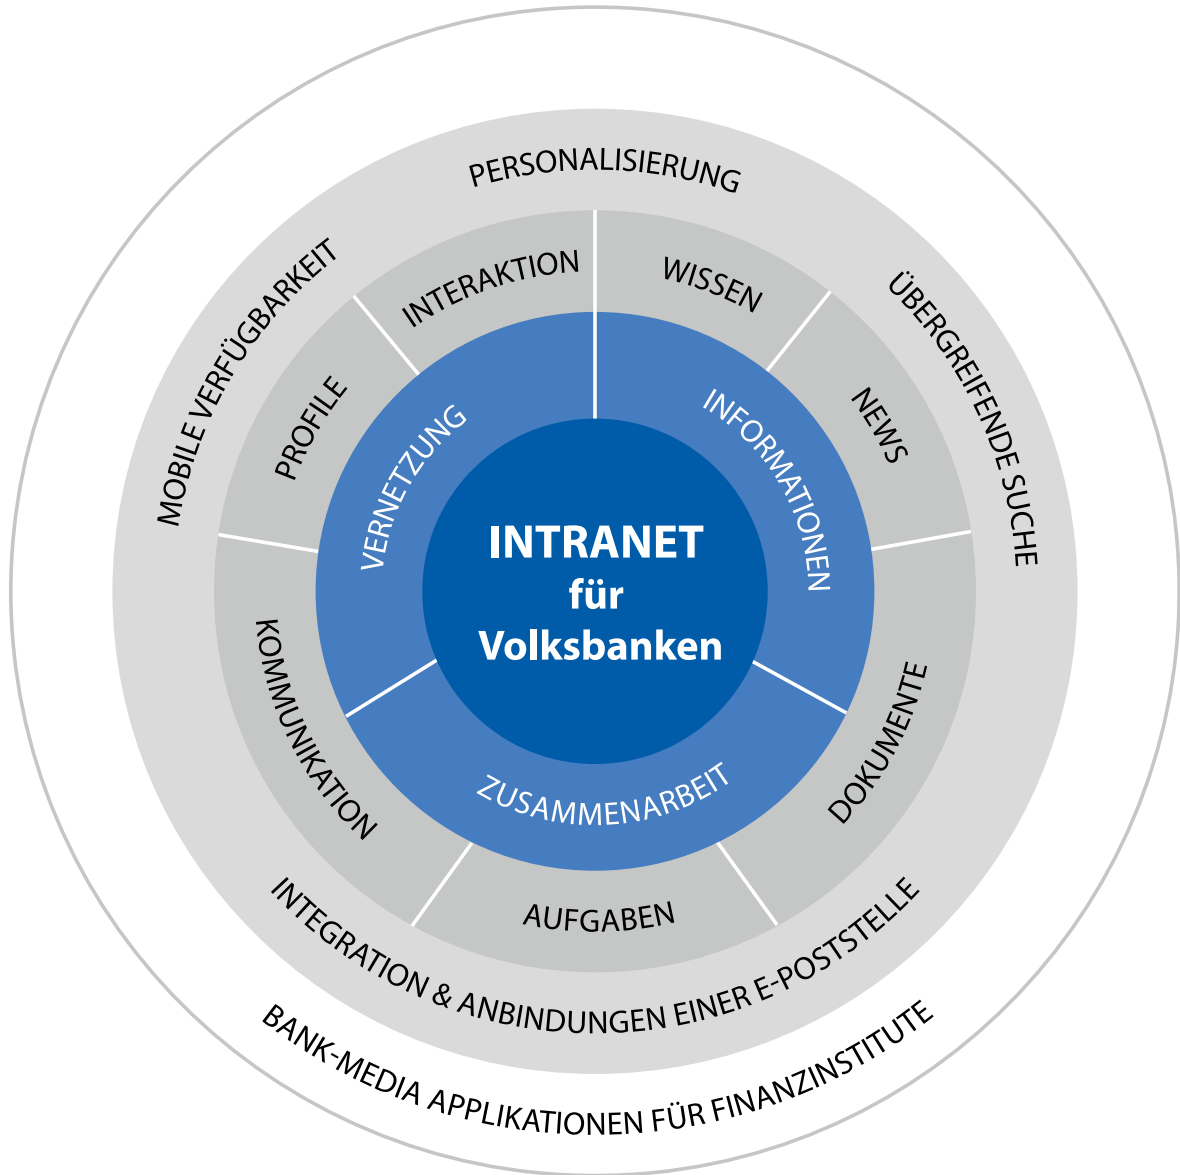 PERSONALISIERUNG
MOBILE VERFÜGBARKEIT
ÜBERGREIFENDE SUCHE
INTERAKTION
WISSEN
PROFILE
NEWS
VERNETZUNG
INFORMATIONEN
INTRANET
für
Volksbanken
KOMMUNIKATION
DOKUMENTE
ZUSAMMENARBEIT
AUFGABEN
INTEGRATION & ANBINDUNGEN EINER E-POSTSTELLE
BANK-MEDIA APPLIKATIONEN FÜR FINANZINSTITUTE